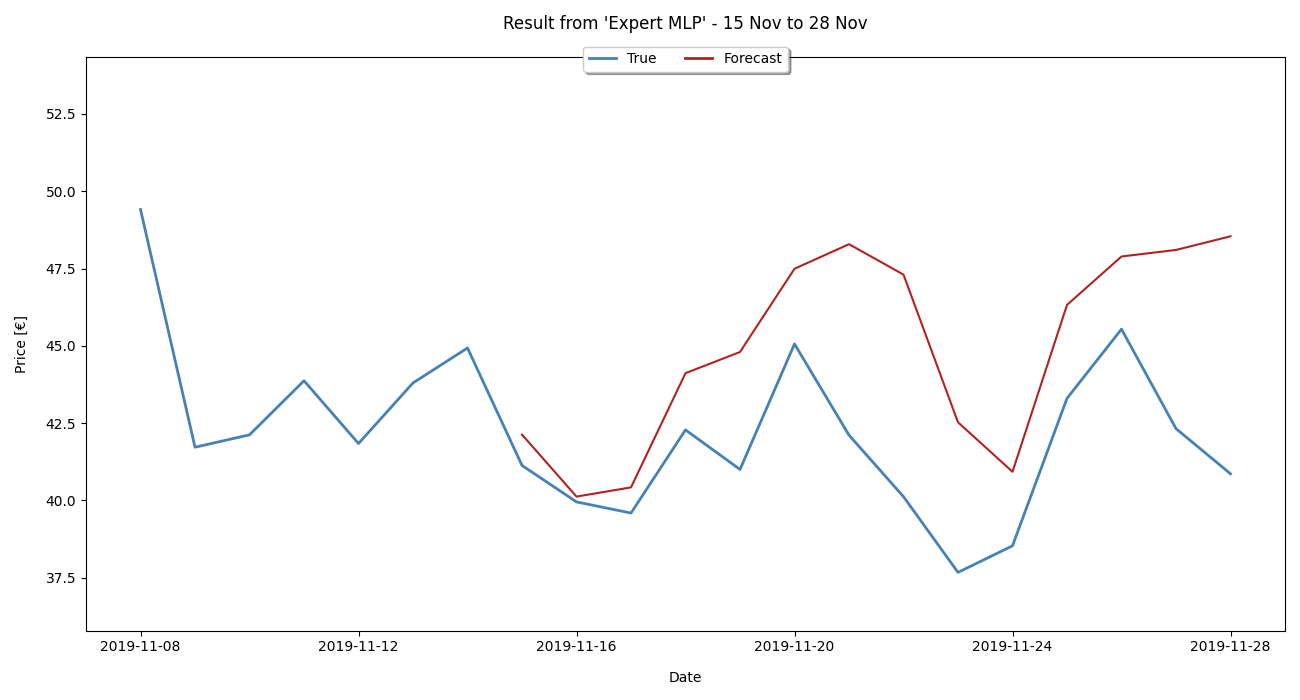 Result from 'Expert MLP' - 15 Nov to 28 Nov
True Forecast
52.5
50.0
47.5
45.0
42.5
40.0
37.5
Price [€]
2019-11-08 2019-11-12 2019-11-16 2019-11-20 2019-11-24 2019-11-28
Date